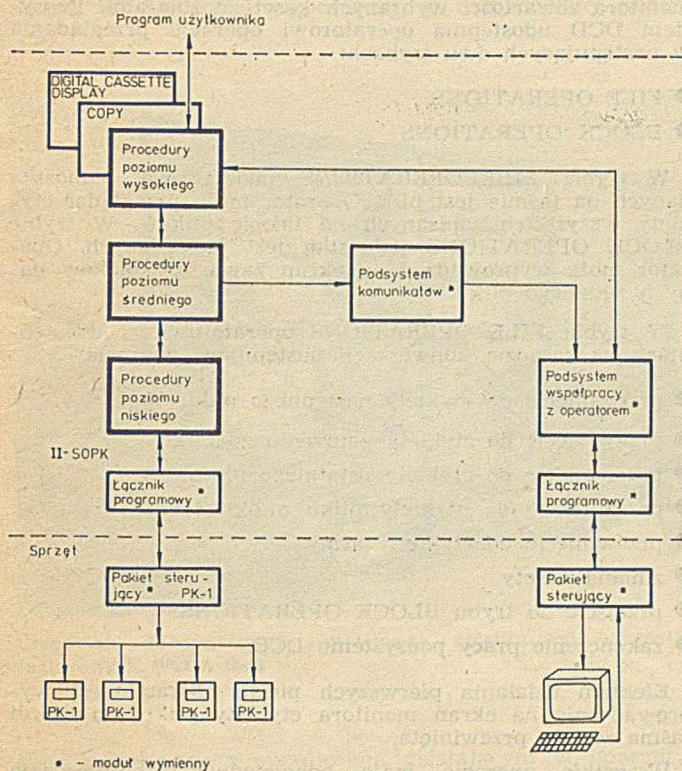 Program użytkownika
DIGITAL CASSETTE
DISPLAY
COPY
Procedury
poziomu
wysokiego
Procedury
poziomu
średniego
Podsystem
komunikatów ▪
Procedury
poziomu
niskiego
Podsystem
współpracy
z operatorem ▪
II-SOPK
Łącznik
programowy ▪
Łącznik
programowy ▪
Sprzęt
Pakiet steru-
jący ▪ PK-1
Pakiet
sterujący ▪
PK-1 PK-1 PK-1 PK-1
▪ - moduł wymienny